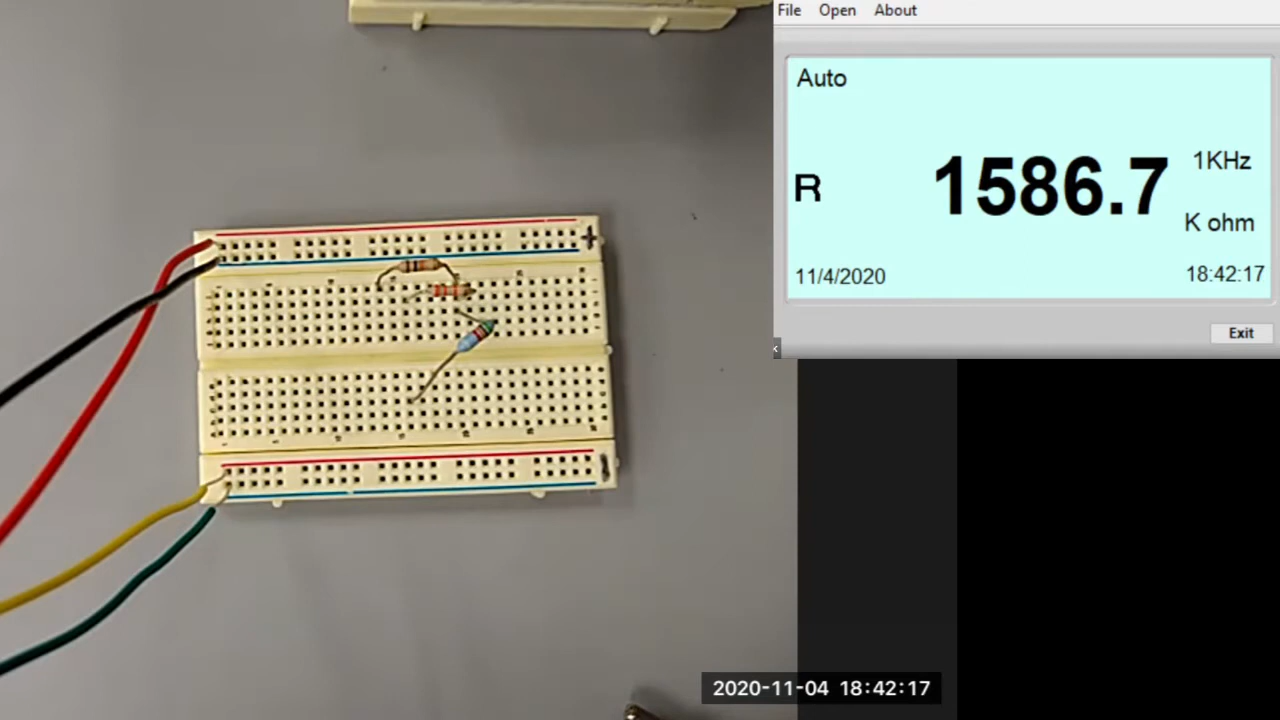 File Open About
Auto
R 1586.7 1KHz
K ohm
11/4/2020 18:42:17
Exit
2020-11-04 18:42:17